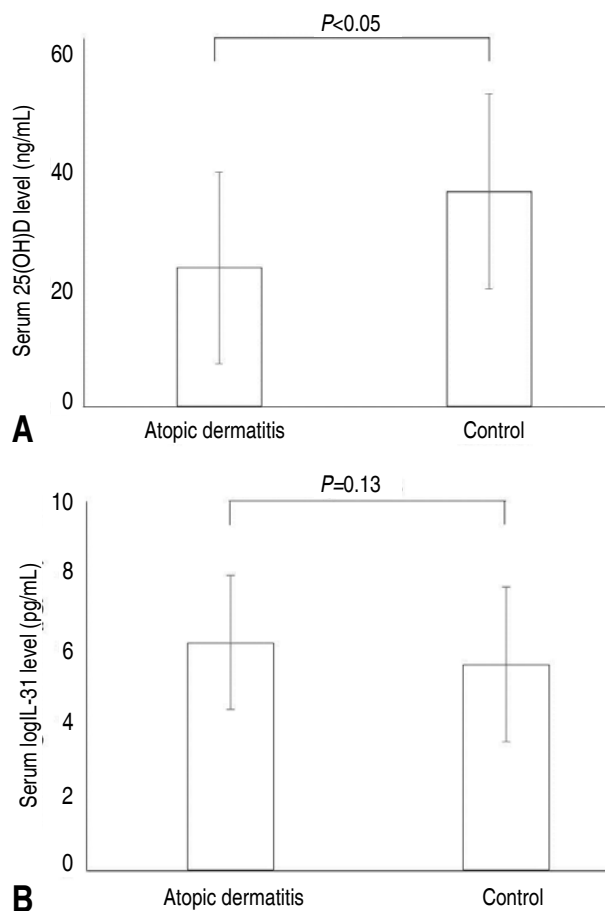 P<0.05
60
40
20
0
Serum 25(OH)D level (ng/mL)
Atopic dermatitis
Control
A
P=0.13
10
8
6
4
2
0
Serum logIL-31 level (pg/mL)
Atopic dermatitis
Control
B